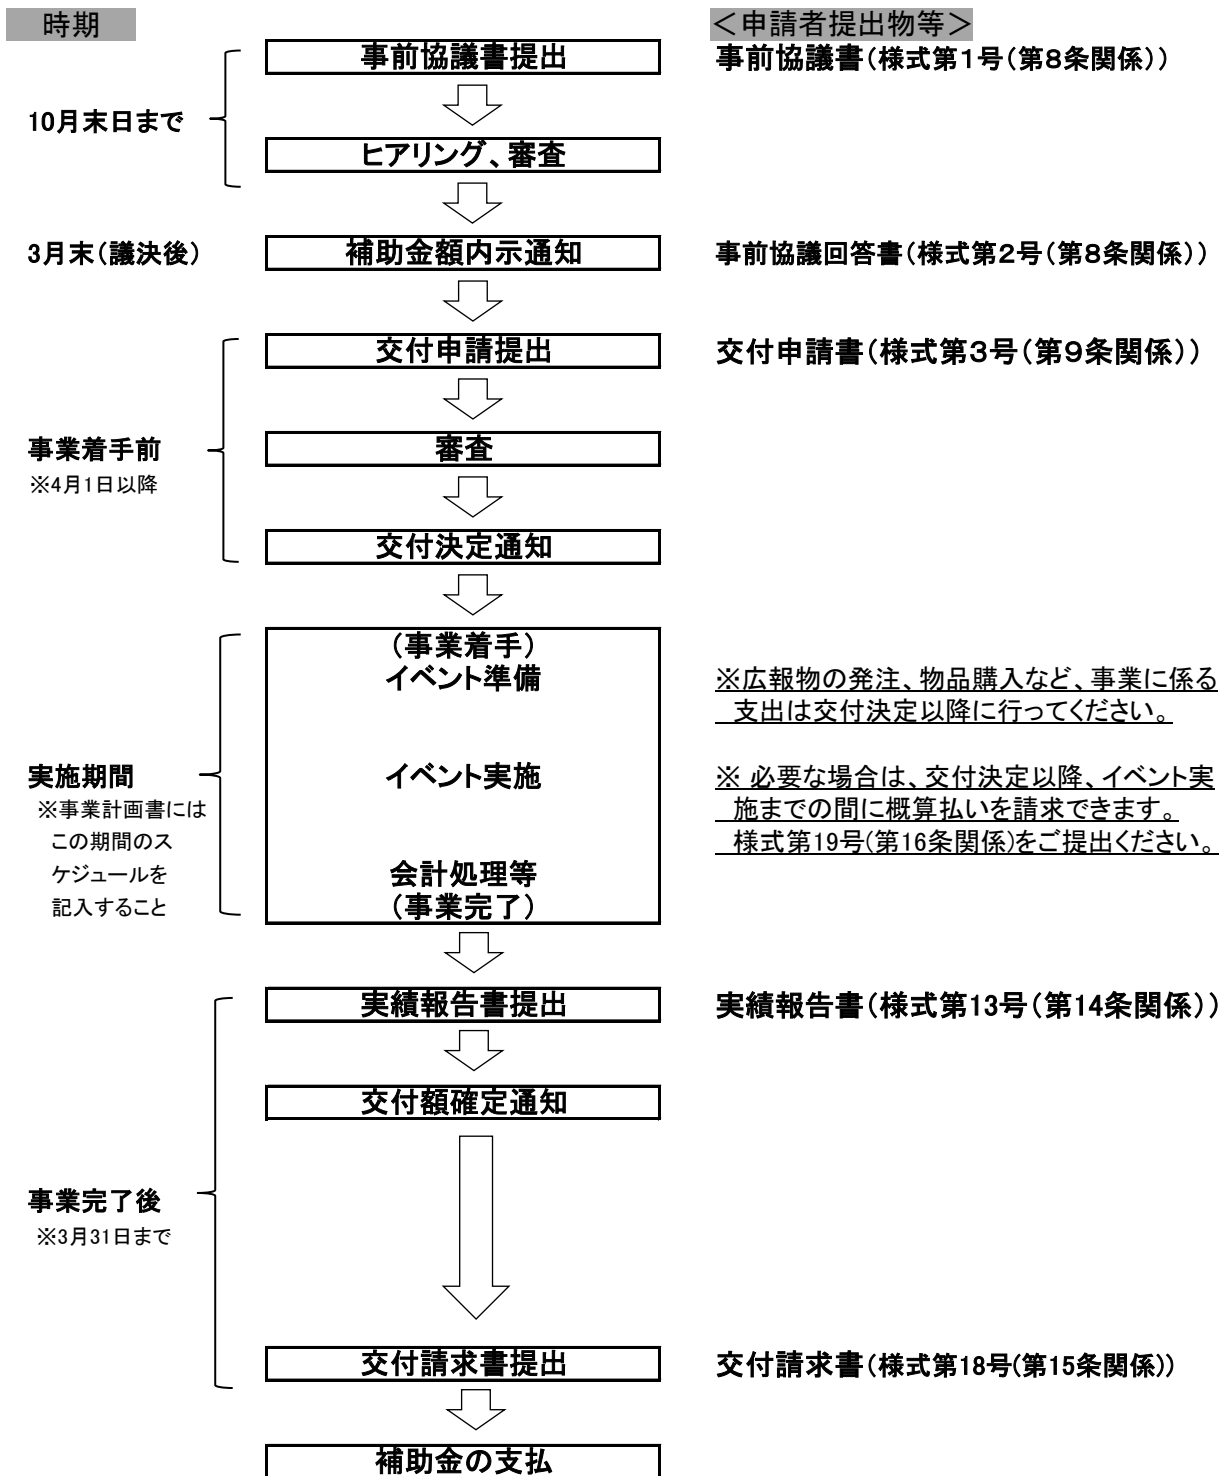 時期
＜申請者提出物等＞
事前協議書提出
事前協議書（様式第1号（第8条関係））
10月末日まで
ヒアリング、審査
3月末（議決後）
補助金額内示通知
事前協議回答書（様式第2号（第8条関係））
交付申請提出
交付申請書（様式第3号（第9条関係））
事業着手前
※4月1日以降
審査
交付決定通知
（事業着手）
イベント準備
※広報物の発注、物品購入など、事業に係る
支出は交付決定以降に行ってください。
実施期間
※事業計画書には
この期間のス
ケジュールを
記入すること
イベント実施
※ 必要な場合は、交付決定以降、イベント実
施までの間に概算払いを請求できます。
様式第19号(第16条関係)をご提出ください。
会計処理等
（事業完了）
実績報告書提出
実績報告書（様式第13号（第14条関係））
交付額確定通知
事業完了後
※3月31日まで
交付請求書提出
交付請求書（様式第18号(第15条関係））
補助金の支払